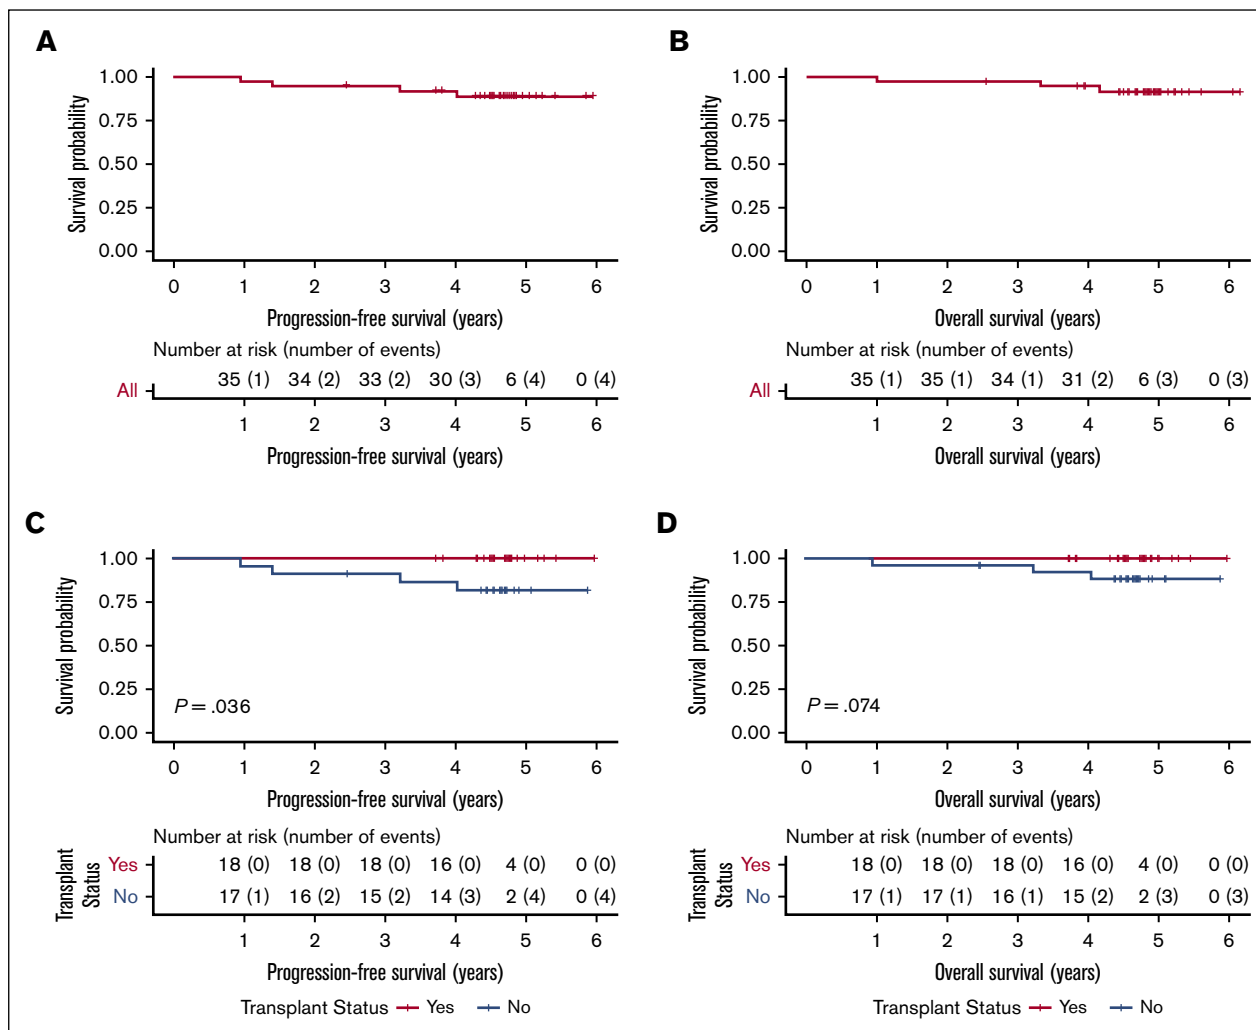 A
Survival probability
1.00
0.75
0.50
0.25
0.00
0 1 2 3 4 5 6
Progression-free survival (years)
Number at risk (number of events)
All 35 (1) 34 (2) 33 (2) 30 (3) 6 (4) 0 (4)
1 2 3 4 5 6
Progression-free survival (years)
B
Survival probability
1.00
0.75
0.50
0.25
0.00
0 1 2 3 4 5 6
Overall survival (years)
Number at risk (number of events)
All 35 (1) 35 (1) 34 (1) 31 (2) 6 (3) 0 (3)
1 2 3 4 5 6
Overall survival (years)
C
Survival probability
1.00
0.75
0.50
0.25
0.00
P = .036
0 1 2 3 4 5 6
Progression-free survival (years)
Number at risk (number of events)
Transplant
Status
Yes 18 (0) 18 (0) 18 (0) 16 (0) 4 (0) 0 (0)
No 17 (1) 16 (2) 15 (2) 14 (3) 2 (4) 0 (4)
1 2 3 4 5 6
Progression-free survival (years)
Transplant Status Yes No
D
Survival probability
1.00
0.75
0.50
0.25
0.00
P = .074
0 1 2 3 4 5 6
Overall survival (years)
Number at risk (number of events)
Transplant
Status
Yes 18 (0) 18 (0) 18 (0) 16 (0) 4 (0) 0 (0)
No 17 (1) 17 (1) 16 (1) 15 (2) 2 (3) 0 (3)
1 2 3 4 5 6
Overall survival (years)
Transplant Status Yes No